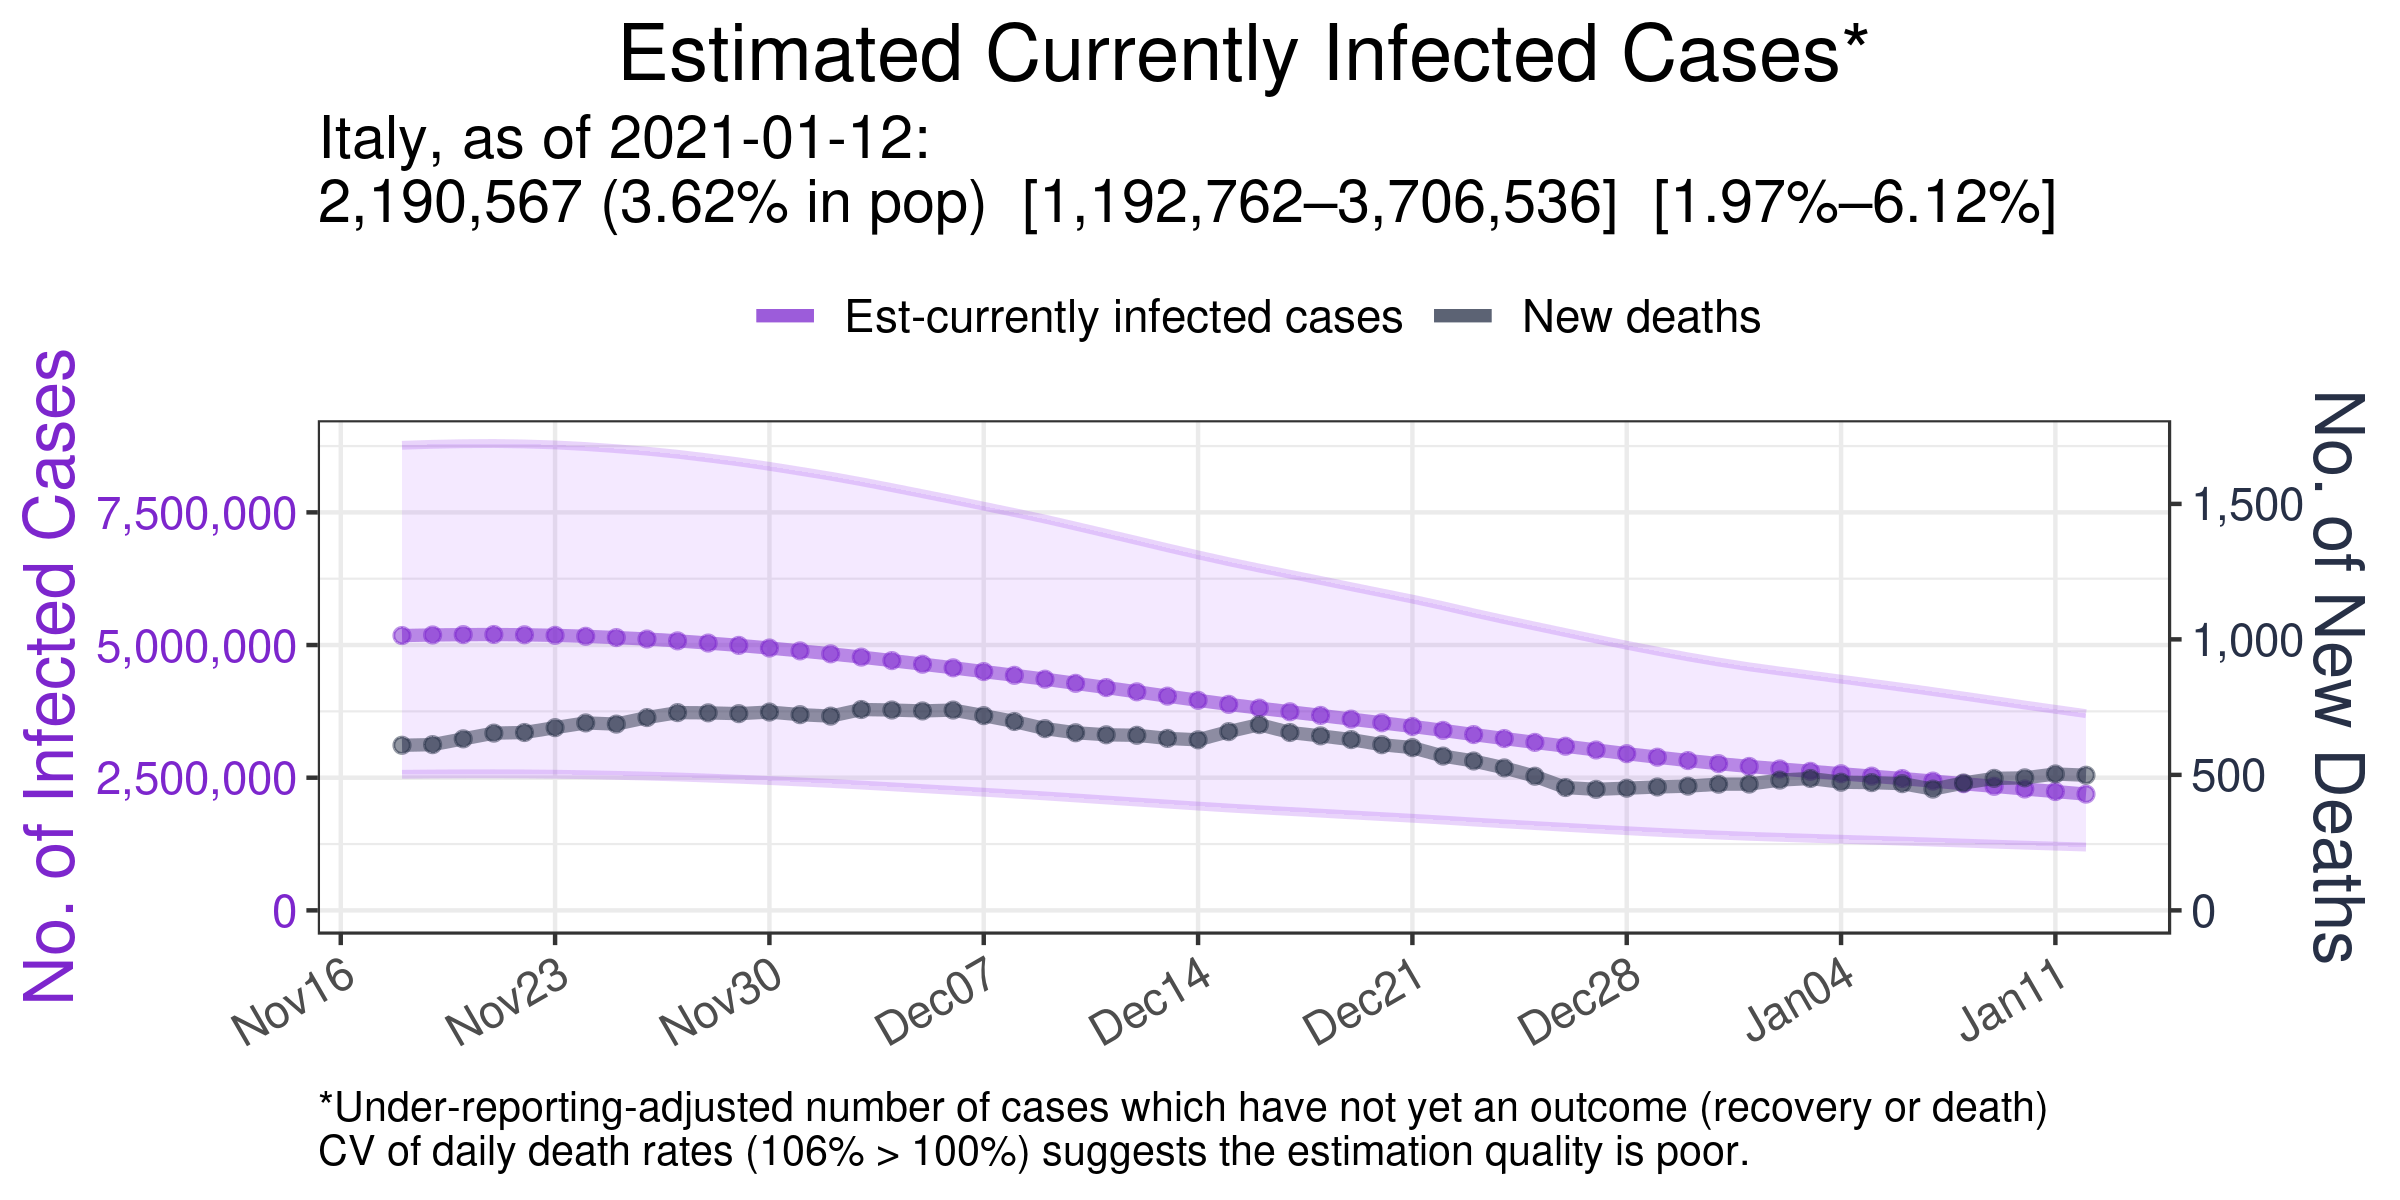 Estimated Currently Infected Cases*
Italy, as of 2021-01-12:
2,190,567 (3.62% in pop)  [1,192,762–3,706,536]  [1.97%–6.12%]
Est-currently infected cases
New deaths
No. of Infected Cases
7,500,000
5,000,000
2,500,000
0
No. of New Deaths
1,500
1,000
500
0
Nov16
Nov23
Nov30
Dec07
Dec14
Dec21
Dec28
Jan04
Jan11
*Under-reporting-adjusted number of cases which have not yet an outcome (recovery or death)
CV of daily death rates (106% > 100%) suggests the estimation quality is poor.